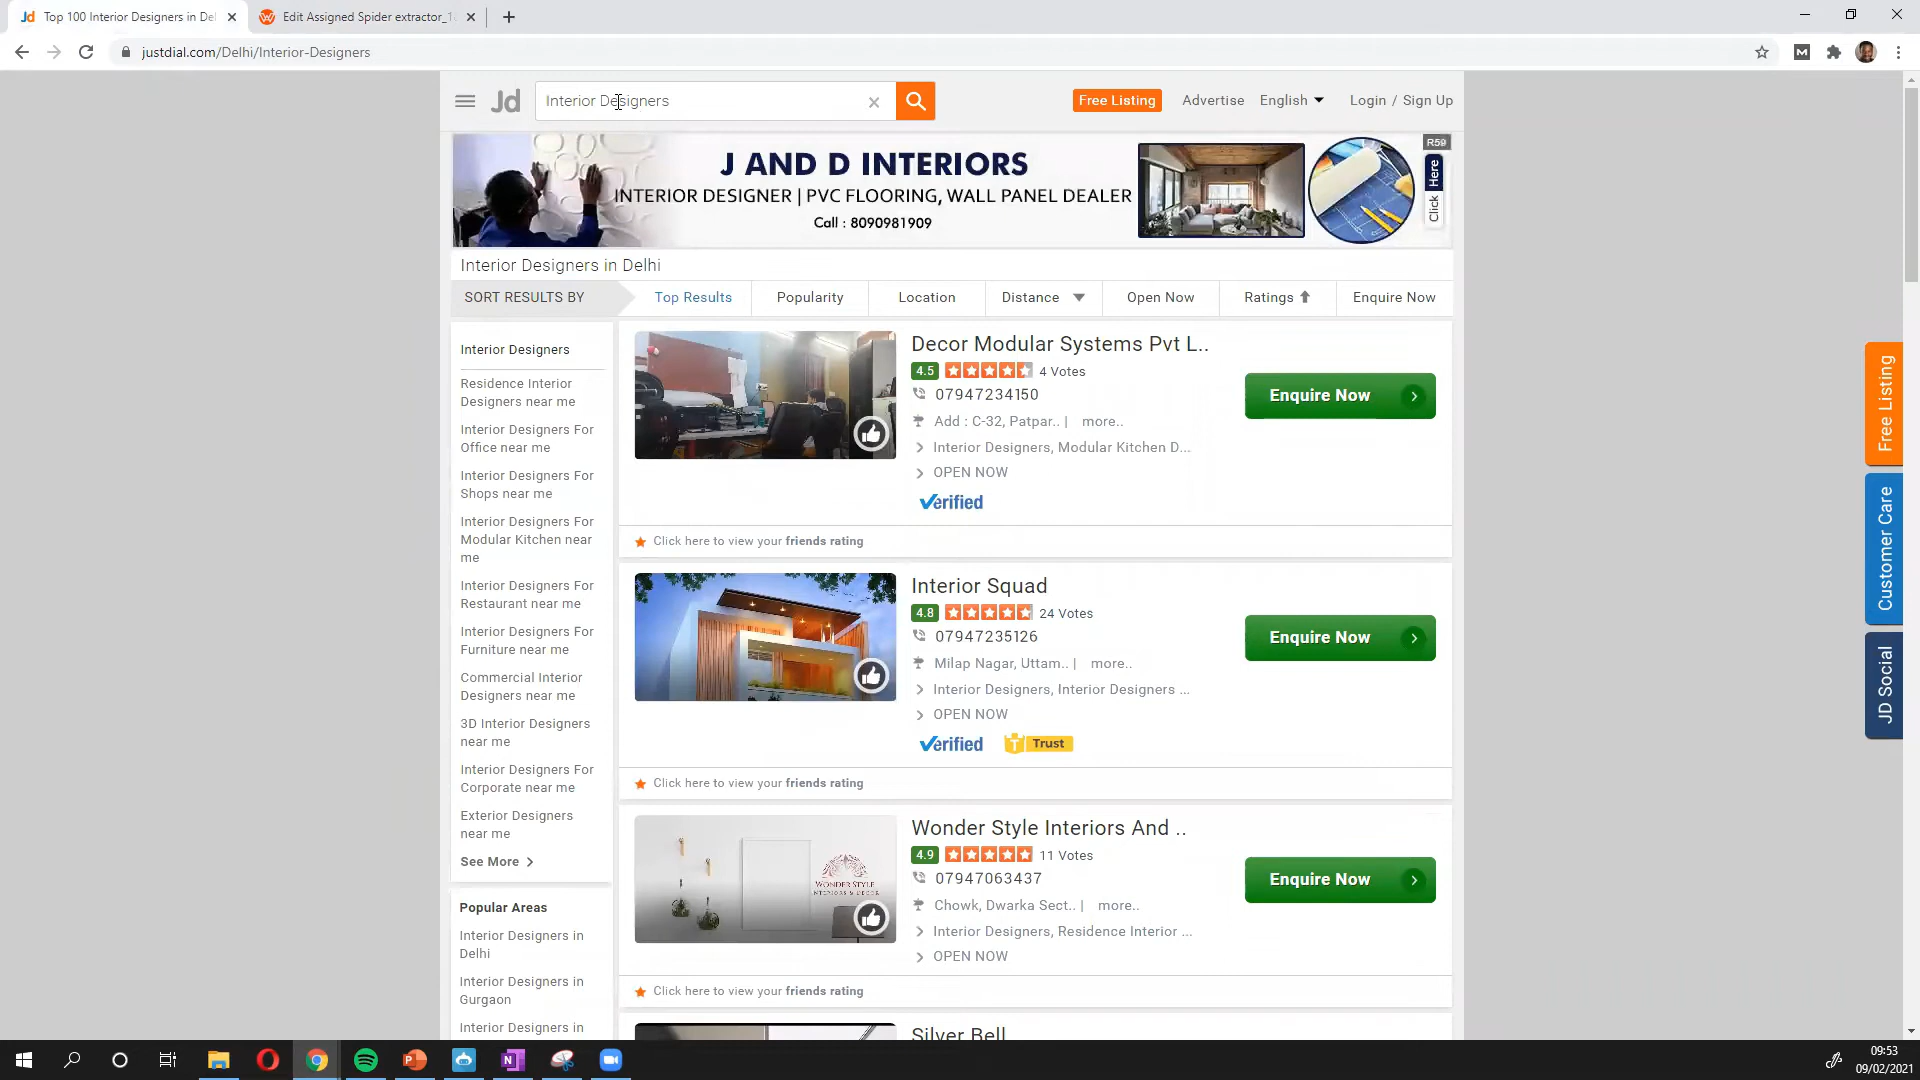 Top 100 Interior Designers in Del
Edit Assigned Spider extractor_1
justdial.com/Delhi/Interior-Designers
Jd
Interior Designers
Free Listing
Advertise
English
Login / Sign Up
J AND D INTERIORS
INTERIOR DESIGNER | PVC FLOORING, WALL PANEL DEALER
Call : 8090981909
R59
Click Here
Interior Designers in Delhi
SORT RESULTS BY
Top Results
Popularity
Location
Distance
Open Now
Ratings
Enquire Now
Interior Designers
Residence Interior
Designers near me
Interior Designers For
Office near me
Interior Designers For
Shops near me
Interior Designers For
Modular Kitchen near
me
Interior Designers For
Restaurant near me
Interior Designers For
Furniture near me
Commercial Interior
Designers near me
3D Interior Designers
near me
Interior Designers For
Corporate near me
Exterior Designers
near me
See More
Popular Areas
Interior Designers in
Delhi
Interior Designers in
Gurgaon
Interior Designers in
Decor Modular Systems Pvt L..
4.5 4 Votes
07947234150
Add : C-32, Patpar.. | more..
Interior Designers, Modular Kitchen D...
OPEN NOW
Verified
Enquire Now
Click here to view your friends rating
Interior Squad
4.8 24 Votes
07947235126
Milap Nagar, Uttam.. | more..
Interior Designers, Interior Designers ...
OPEN NOW
Verified
T Trust
Enquire Now
Click here to view your friends rating
WONDER STYLE
INTERIORS & DECOR
Wonder Style Interiors And ..
4.9 11 Votes
07947063437
Chowk, Dwarka Sect.. | more..
Interior Designers, Residence Interior ...
OPEN NOW
Enquire Now
Click here to view your friends rating
Silver Bell
Free Listing
Customer Care
JD Social
09:53
09/02/2021